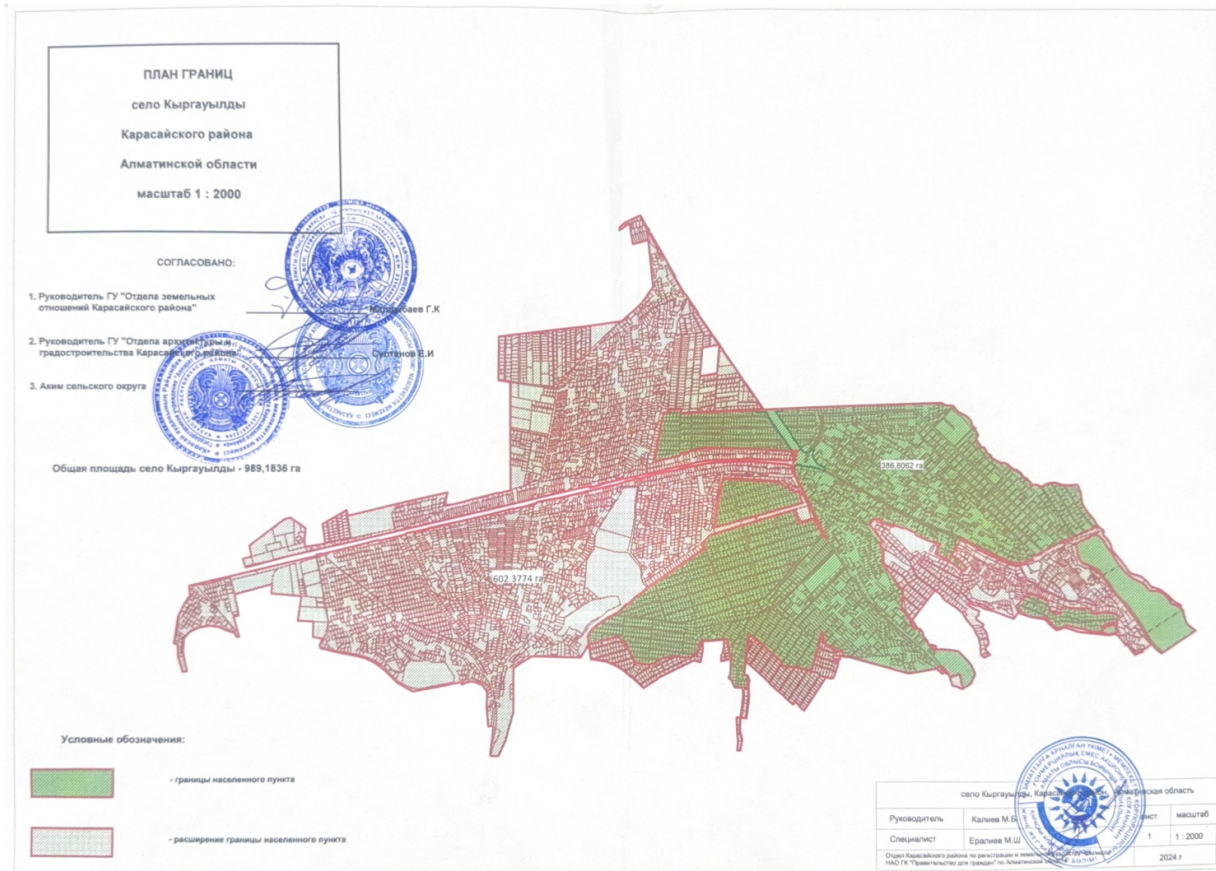 ПЛАН ГРАНИЦ
село Кыргауылды
Карасайского района
Алматинской области
масштаб 1 : 2000
СОГЛАСОВАНО:
1. Руководитель ГУ "Отдела земельных
отношений Карасайского района"
2. Руководитель ГУ "Отдела архитектуры и
градостроительства Карасайского района"
Султанов Е.И
3. Аким сельского округа
Общая площадь село Кыргауылды - 989,1836 га
386,8062 га
602.3774 га
Условные обозначения:
- границы населенного пункта
- расширение границы населенного пункта
село Кыргауылды, Карасайский район, Алматинская область
Руководитель Калиев М.Б лист масштаб
Специалист Ералиев М.Ш 1 1 : 2000
Отдел Карасайского района по регистрации и
НАО ГК "Правительство для граждан" по Алматинской 2024 г